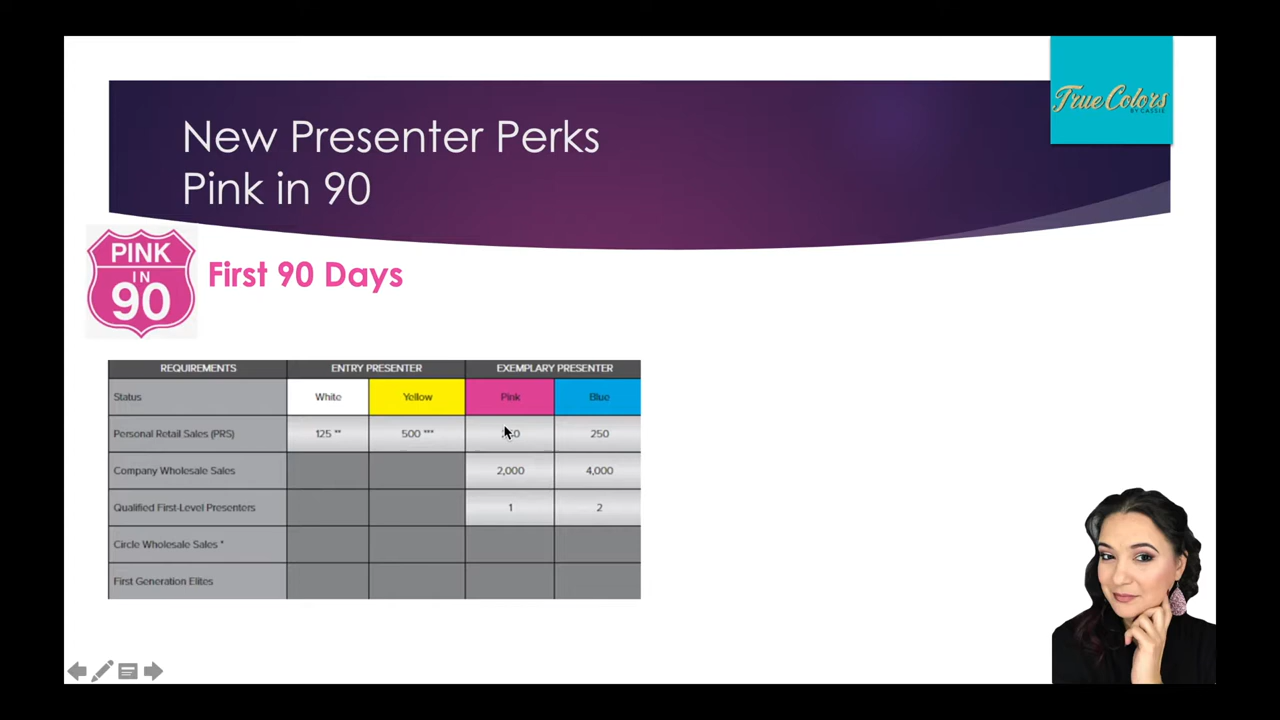 True Colors
BY CASSIE
New Presenter Perks
Pink in 90
PINK
IN
90
First 90 Days
REQUIREMENTS ENTRY PRESENTER EXEMPLARY PRESENTER
Status White Yellow Pink Blue
Personal Retail Sales (PRS) 125 ** 500 *** 250
Company Wholesale Sales 2,000 4,000
Qualified First-Level Presenters 1 2
Circle Wholesale Sales *
First Generation Elites